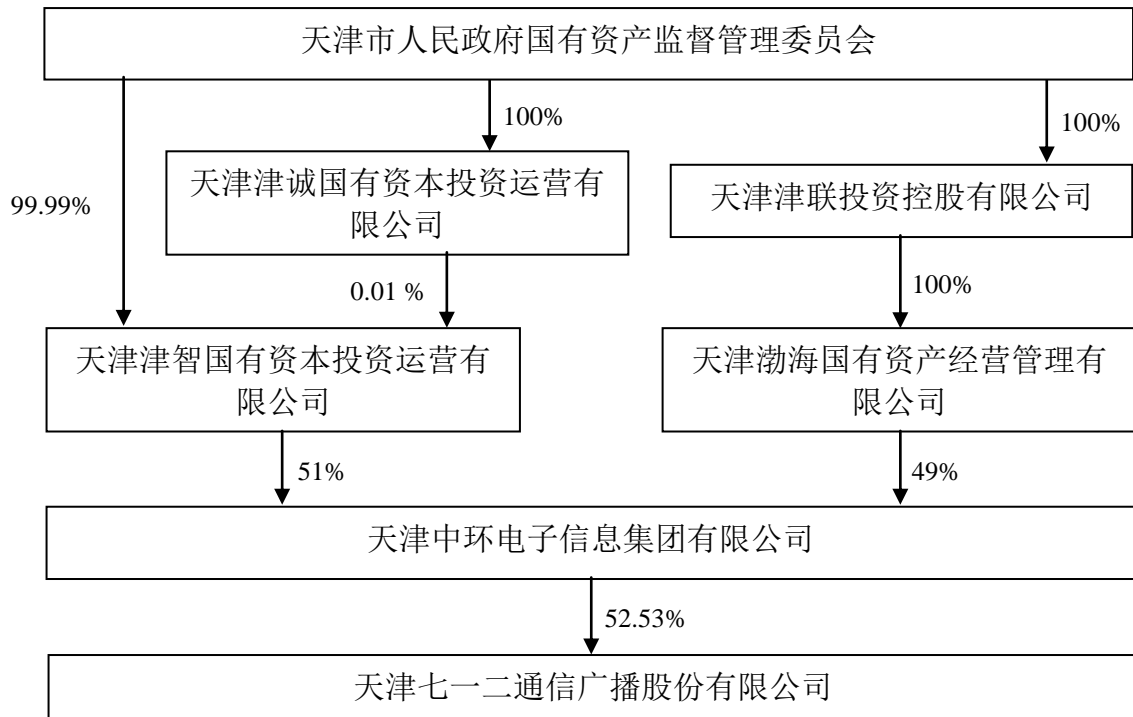 天津市人民政府国有资产监督管理委员会
100%
100%
天津津诚国有资本投资运营有
限公司
天津津联投资控股有限公司
99.99%
0.01 %
100%
天津津智国有资本投资运营有
限公司
天津渤海国有资产经营管理有
限公司
51%
49%
天津中环电子信息集团有限公司
52.53%
天津七一二通信广播股份有限公司